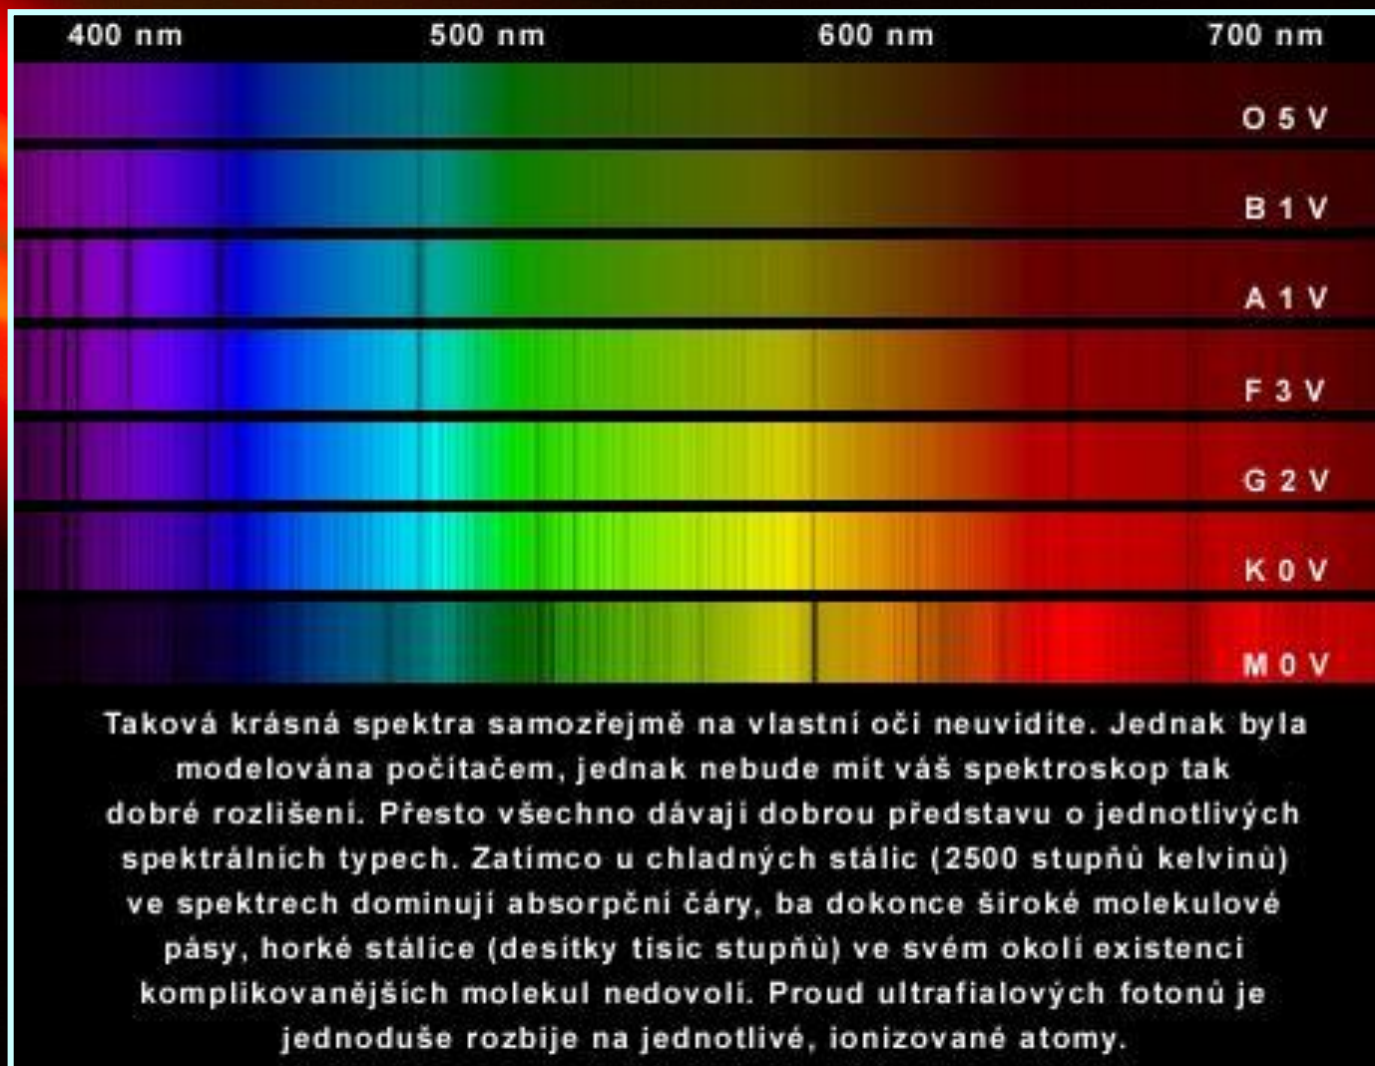 400 nm 500 nm 600 nm 700 nm
O 5 V
B 1 V
A 1 V
F 3 V
G 2 V
K 0 V
M 0 V
Taková krásná spektra samozřejmě na vlastní oči neuvidíte. Jednak byla
modelována počítačem, jednak nebude mít váš spektroskop tak
dobré rozlišení. Přesto všechno dávají dobrou představu o jednotlivých
spektrálních typech. Zatímco u chladných stálic (2500 stupňů kelvinů)
ve spektrech dominují absorpční čáry, ba dokonce široké molekulové
pásy, horké stálice (desítky tisíc stupňů) ve svém okolí existenci
komplikovanějších molekul nedovolí. Proud ultrafialových fotonů je
jednoduše rozbije na jednotlivé, ionizované atomy.